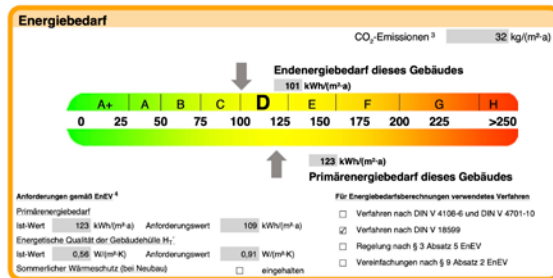 Energiebedarf
CO₂-Emissionen ³ 32 kg/(m²·a)
Endenergiebedarf dieses Gebäudes
101 kWh/(m²·a)
A+ A B C D E F G H
0 25 50 75 100 125 150 175 200 225 >250
123 kWh/(m²·a)
Primärenergiebedarf dieses Gebäudes
Anforderungen gemäß EnEV ⁴
Primärenergiebedarf
Ist-Wert 123 kWh/(m²·a) Anforderungswert 109 kWh/(m²·a)
Energetische Qualität der Gebäudehülle H_T'
Ist-Wert 0,56 W/(m²·K) Anforderungswert 0,91 W/(m²·K)
Sommerlicher Wärmeschutz (bei Neubau) ☐ eingehalten
Für Energiebedarfsberechnungen verwendetes Verfahren
☐ Verfahren nach DIN V 4108-6 und DIN V 4701-10
☑ Verfahren nach DIN V 18599
☐ Regelung nach § 3 Absatz 5 EnEV
☐ Vereinfachungen nach § 9 Absatz 2 EnEV